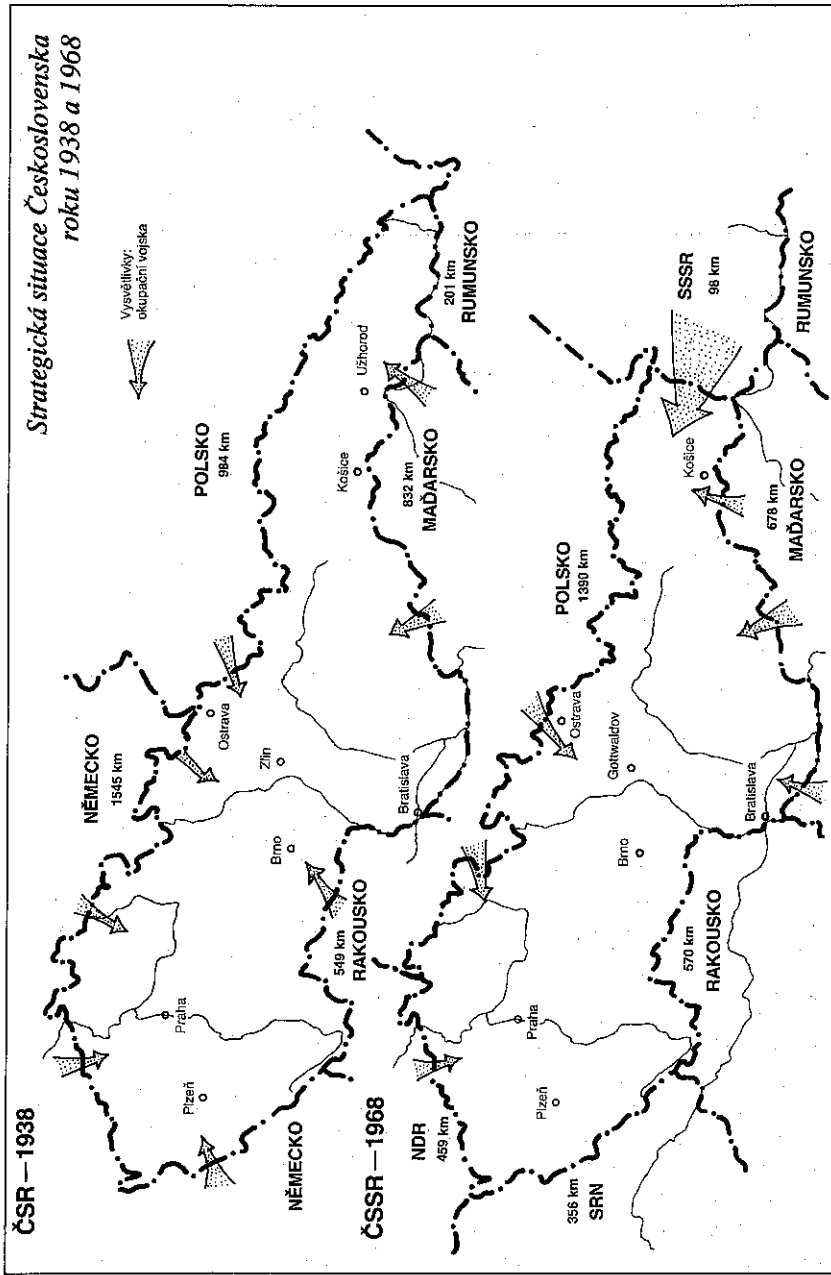 Strategická situace Československa
roku 1938 a 1968
Vysvětlivky:
okupační vojska
ČSR—1938
NĚMECKO
1545 km
POLSKO
984 km
Ostrava
Zlín
Brno
Praha
Plzeň
NĚMECKO
549 km
RAKOUSKO
Bratislava
Košice
Užhorod
832 km
MAĎARSKO
201 km
RUMUNSKO
ČSSR—1968
NDR
459 km
POLSKO
1390 km
SSSR
98 km
Ostrava
Gottwaldov
Brno
Praha
Plzeň
356 km
SRN
570 km
RAKOUSKO
Bratislava
Košice
678 km
MAĎARSKO
RUMUNSKO